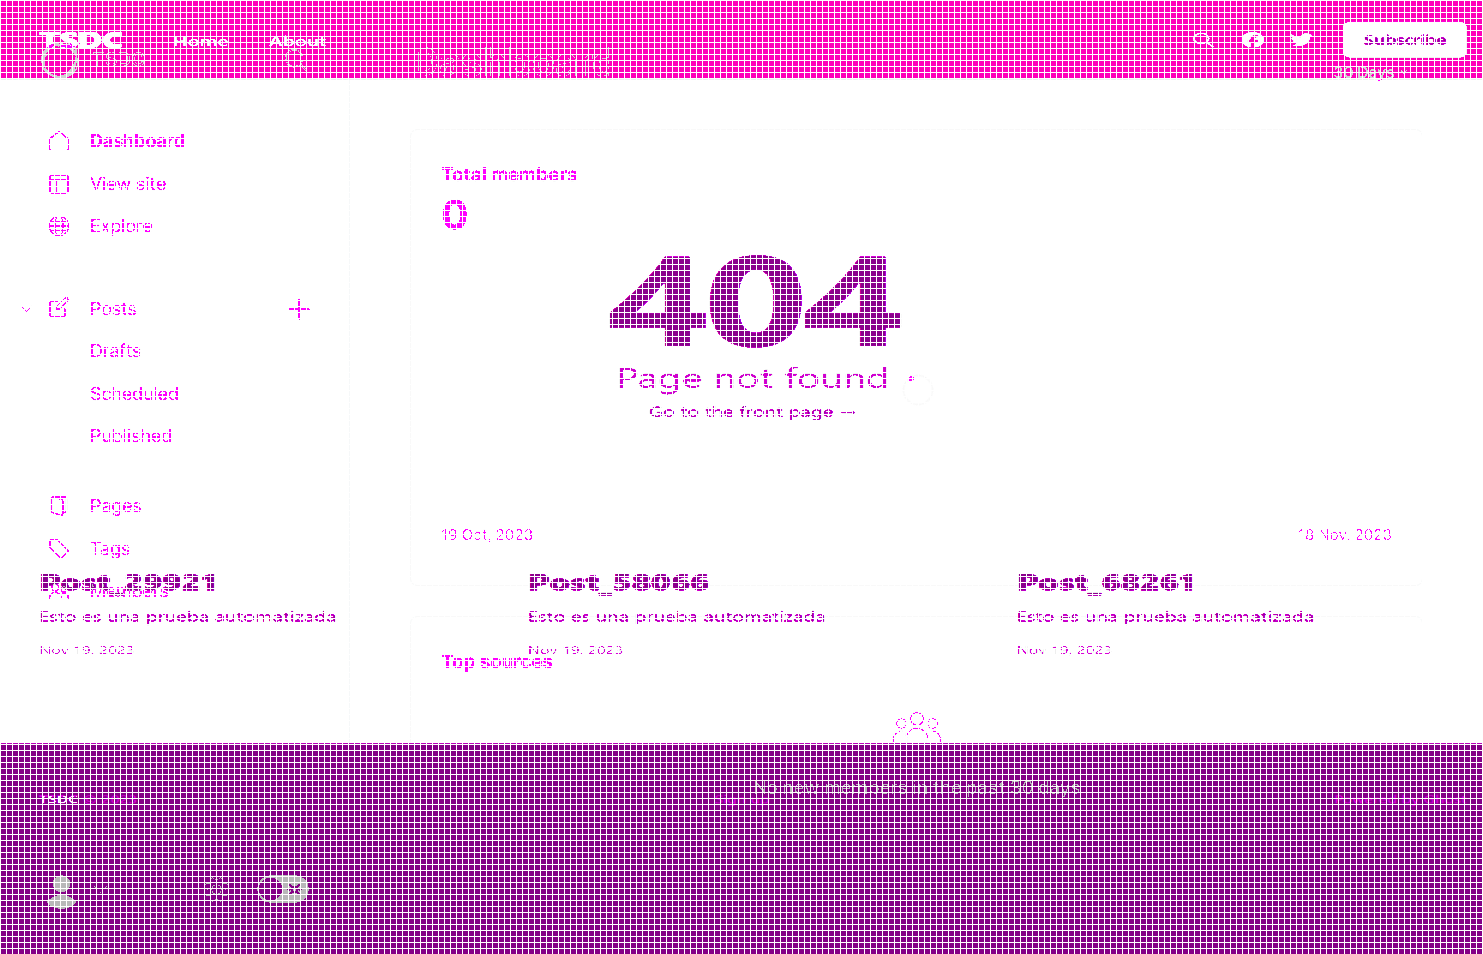 TSDC Home About Subscribe
TSDC Dashboard 30 Days
Dashboard
View site
Explore
Posts
Drafts
Scheduled
Published
Pages
Tags
Members
Total members
0
404
Page not found
Go to the front page →
19 Oct, 2023 18 Nov, 2023
Post_29921 Post_58066 Post_68261
Esto es una prueba automatizada Esto es una prueba automatizada Esto es una prueba automatizada
Nov 19, 2023 Nov 19, 2023 Nov 19, 2023
Top sources
No new members in the past 30 days
TSDC